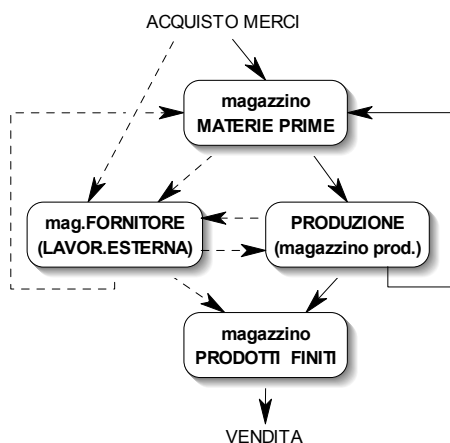 ACQUISTO MERCI
magazzino
MATERIE PRIME
mag.FORNITORE
(LAVOR.ESTERNA)
PRODUZIONE
(magazzino prod.)
magazzino
PRODOTTI FINITI
VENDITA